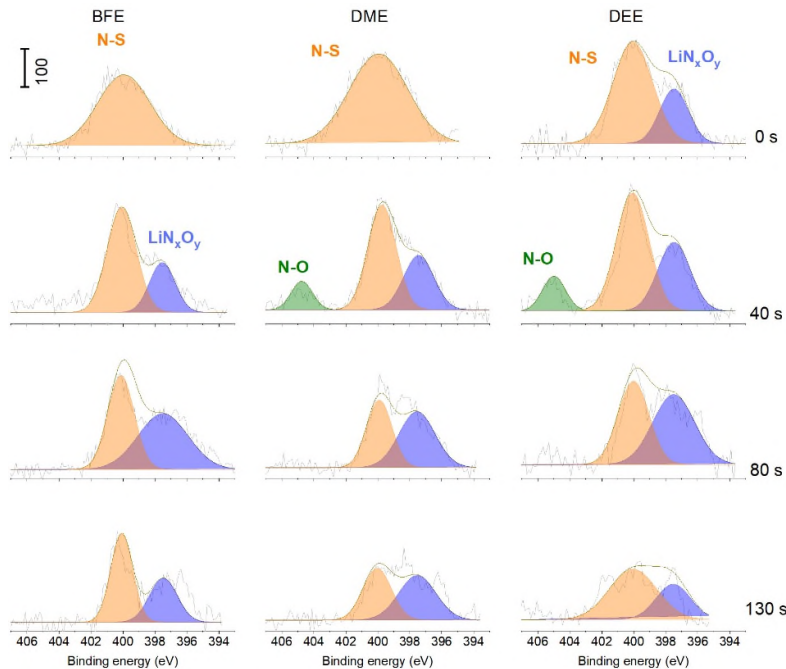 BFE DME DEE
N-S
100
N-S
N-S LiNxOy
0 s
LiNxOy
N-O
N-O
40 s
80 s
130 s
406 404 402 400 398 396 394
406 404 402 400 398 396 394
406 404 402 400 398 396 394
Binding energy (eV) Binding energy (eV) Binding energy (eV)